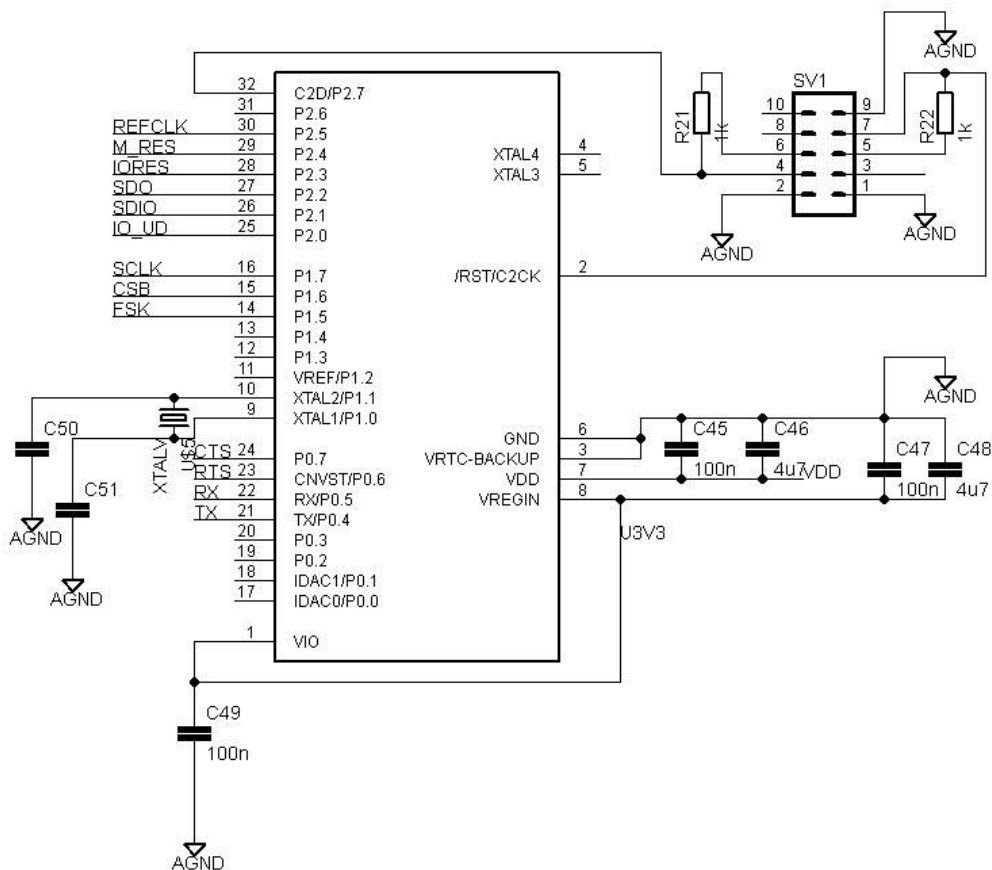 AGND
SV1
32
C2D/P2.7
31
P2.6
REFCLK
30
P2.5
M_RES
29
P2.4
IORES
28
P2.3
SDO
27
P2.2
SDIO
26
P2.1
IO_UD
25
P2.0
XTAL4
4
XTAL3
5
R21
1k
10
8
6
4
2
9
7
5
3
1
R22
1k
AGND
AGND
SCLK
16
P1.7
CSB
15
P1.6
FSK
14
P1.5
13
P1.4
12
P1.3
11
VREF/P1.2
10
XTAL2/P1.1
9
XTAL1/P1.0
/RST/C2CK
2
AGND
C50
C51
XTALV
U$5
AGND
AGND
CTS
24
P0.7
RTS
23
CNVST/P0.6
RX
22
RX/P0.5
TX
21
TX/P0.4
20
P0.3
19
P0.2
18
IDAC1/P0.1
17
IDAC0/P0.0
1
VIO
GND
6
VRTC-BACKUP
3
VDD
7
VREGIN
8
C45
100n
C46
4u7
VDD
C47
100n
C48
4u7
U3V3
C49
100n
AGND